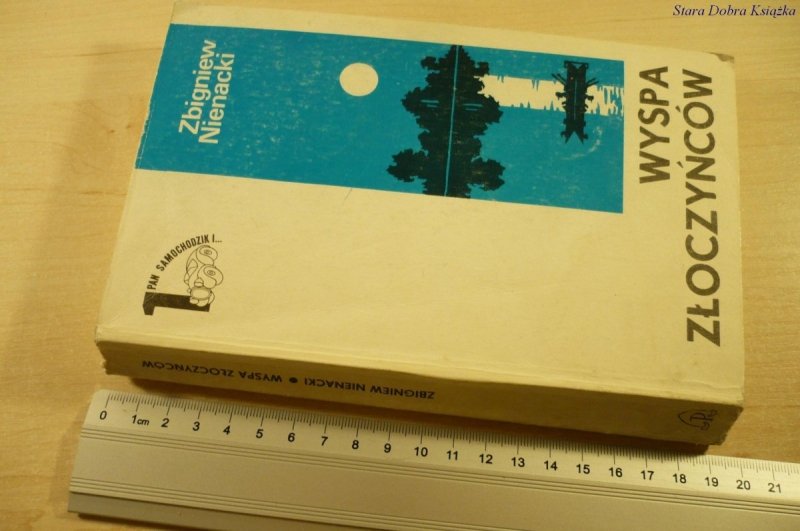 Stara Dobra Książka
Zbigniew
Nienacki
WYSPA
ZŁOCZYŃCÓW
PAN SAMOCHODZIK I...
1
ZBIGNIEW NIENACKI • WYSPA ZŁOCZYŃCÓW
0 1cm 2 3 4 5 6 7 8 9 10 11 12 13 14 15 16 17 18 19 20 21